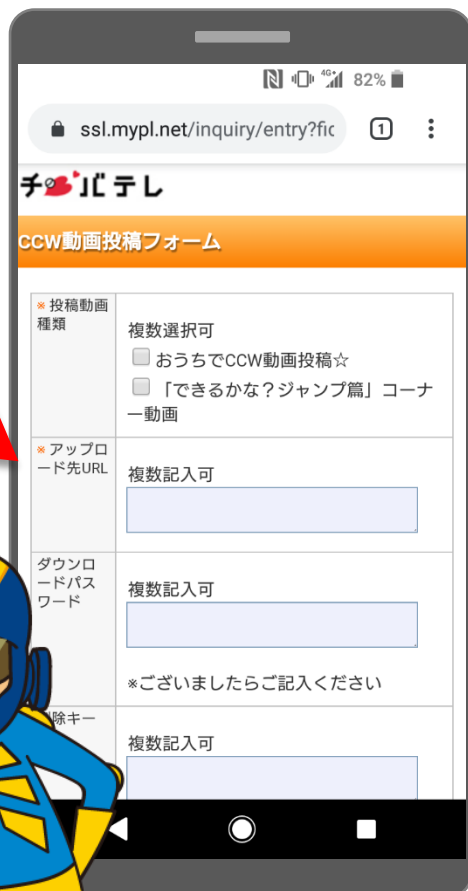 82%
ssl.mypl.net/inquiry/entry?fic
1
チバテレ
CCW動画投稿フォーム
※投稿動画
種類
複数選択可
おうちでCCW動画投稿☆
「できるかな？ジャンプ篇」コーナ
ー動画
※アップロ
ード先URL
複数記入可
ダウンロ
ードパス
ワード
複数記入可
※ございましたらご記入ください
除キー
複数記入可